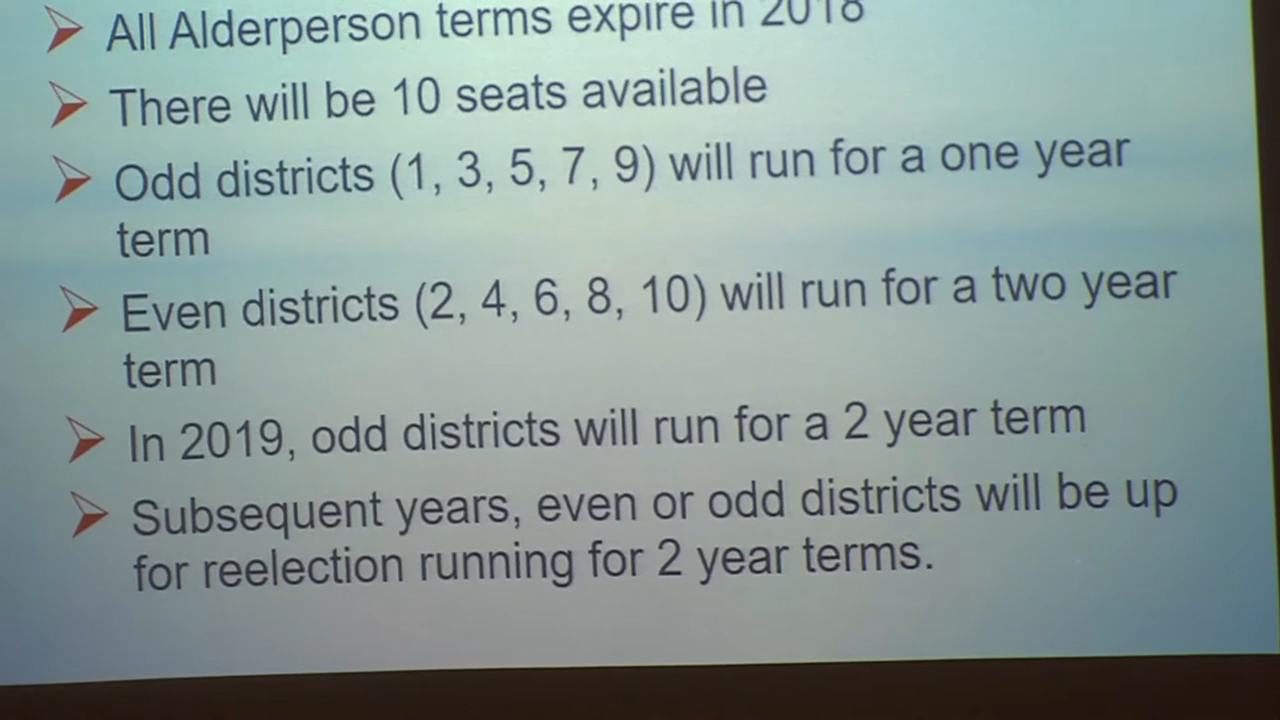 All Alderperson terms expire in 2018
There will be 10 seats available
Odd districts (1, 3, 5, 7, 9) will run for a one year
term
Even districts (2, 4, 6, 8, 10) will run for a two year
term
In 2019, odd districts will run for a 2 year term
Subsequent years, even or odd districts will be up
for reelection running for 2 year terms.